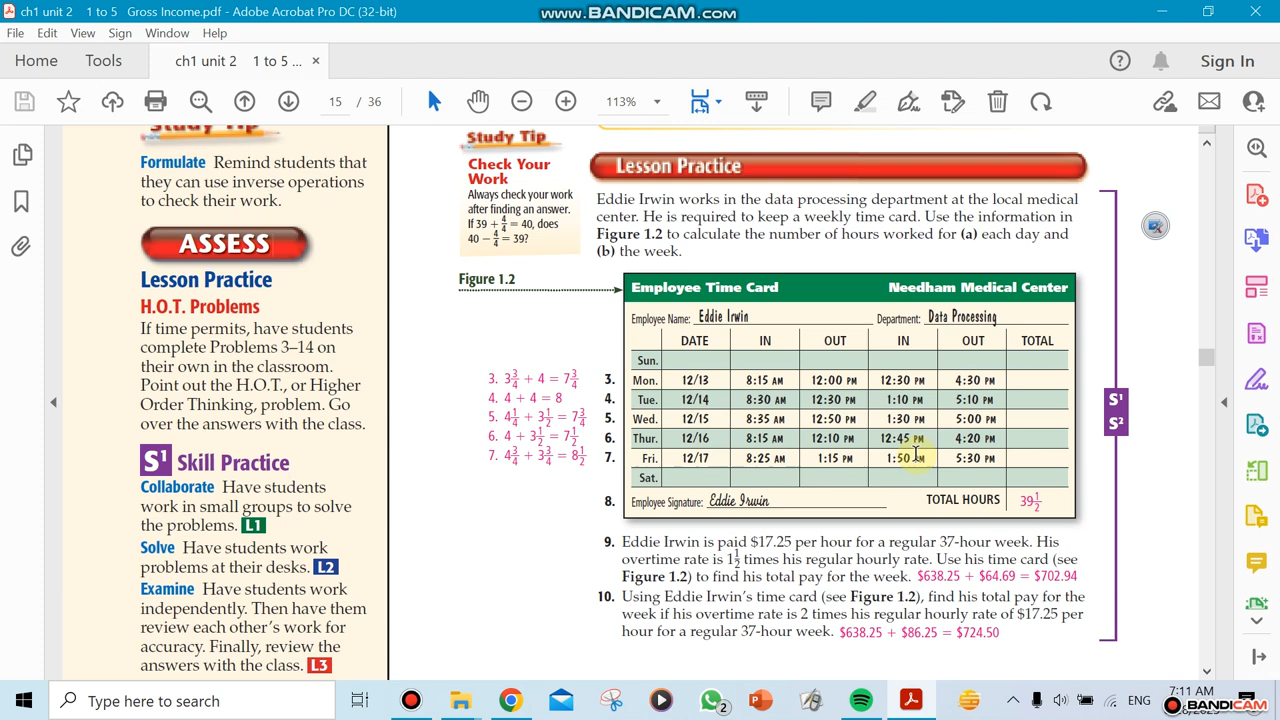 ch1 unit 2 1 to 5 Gross Income.pdf - Adobe Acrobat Pro DC (32-bit)
www.BANDICAM.com
File Edit View Sign Window Help
Home Tools ch1 unit 2 1 to 5 ... × Sign In
15 / 36 113%
Study Tip
Formulate Remind students that
they can use inverse operations
to check their work.
ASSESS
Lesson Practice
H.O.T. Problems
If time permits, have students
complete Problems 3–14 on
their own in the classroom.
Point out the H.O.T., or Higher
Order Thinking, problem. Go
over the answers with the class.
S1 Skill Practice
Collaborate Have students
work in small groups to solve
the problems. L1
Solve Have students work
problems at their desks. L2
Examine Have students work
independently. Then have them
review each other's work for
accuracy. Finally, review the
answers with the class. L3
Study Tip
Check Your
Work
Always check your work
after finding an answer.
If 39 + 4/4 = 40, does
40 − 4/4 = 39?
Lesson Practice
Eddie Irwin works in the data processing department at the local medical
center. He is required to keep a weekly time card. Use the information in
Figure 1.2 to calculate the number of hours worked for (a) each day and
(b) the week.
Figure 1.2
Employee Time Card Needham Medical Center
Employee Name: Eddie Irwin Department: Data Processing
DATE IN OUT IN OUT TOTAL
Sun.
3. 3 3/4 + 4 = 7 3/4 3. Mon. 12/13 8:15 AM 12:00 PM 12:30 PM 4:30 PM
4. 4 + 4 = 8 4. Tue. 12/14 8:30 AM 12:30 PM 1:10 PM 5:10 PM
5. 4 1/4 + 3 1/2 = 7 3/4 5. Wed. 12/15 8:35 AM 12:50 PM 1:30 PM 5:00 PM
6. 4 + 3 1/2 = 7 1/2 6. Thur. 12/16 8:15 AM 12:10 PM 12:45 PM 4:20 PM
7. 4 3/4 + 3 3/4 = 8 1/2 7. Fri. 12/17 8:25 AM 1:15 PM 1:50 PM 5:30 PM
Sat.
8. Employee Signature: Eddie Irwin TOTAL HOURS 39 1/2
S1
S2
9. Eddie Irwin is paid $17.25 per hour for a regular 37-hour week. His
overtime rate is 1 1/2 times his regular hourly rate. Use his time card (see
Figure 1.2) to find his total pay for the week. $638.25 + $64.69 = $702.94
10. Using Eddie Irwin's time card (see Figure 1.2), find his total pay for the
week if his overtime rate is 2 times his regular hourly rate of $17.25 per
hour for a regular 37-hour week. $638.25 + $86.25 = $724.50
Type here to search
2
ENG
7:11 AM
BANDICAM